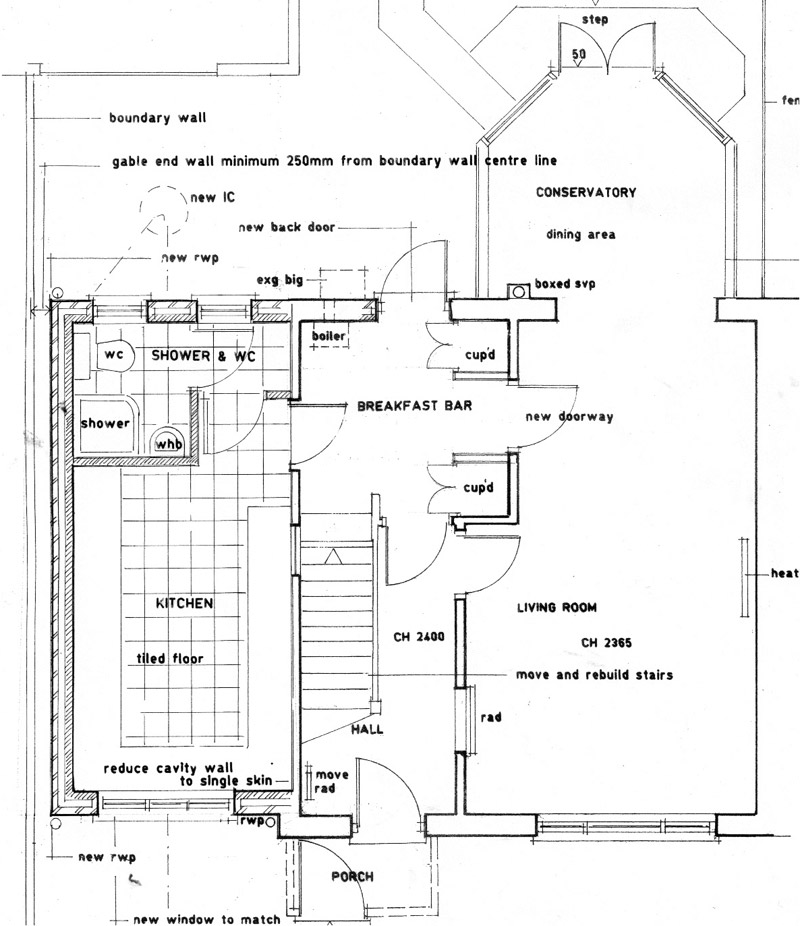 step
50
fen
boundary wall
gable end wall minimum 250mm from boundary wall centre line
CONSERVATORY
new IC
new back door
dining area
new rwp
exg big
boxed svp
boiler
wc
SHOWER & WC
cup'd
BREAKFAST BAR
new doorway
shower
whb
cup'd
heat
KITCHEN
LIVING ROOM
CH 2400
CH 2365
tiled floor
move and rebuild stairs
rad
HALL
reduce cavity wall
to single skin
move
rad
rwp
new rwp
PORCH
new window to match